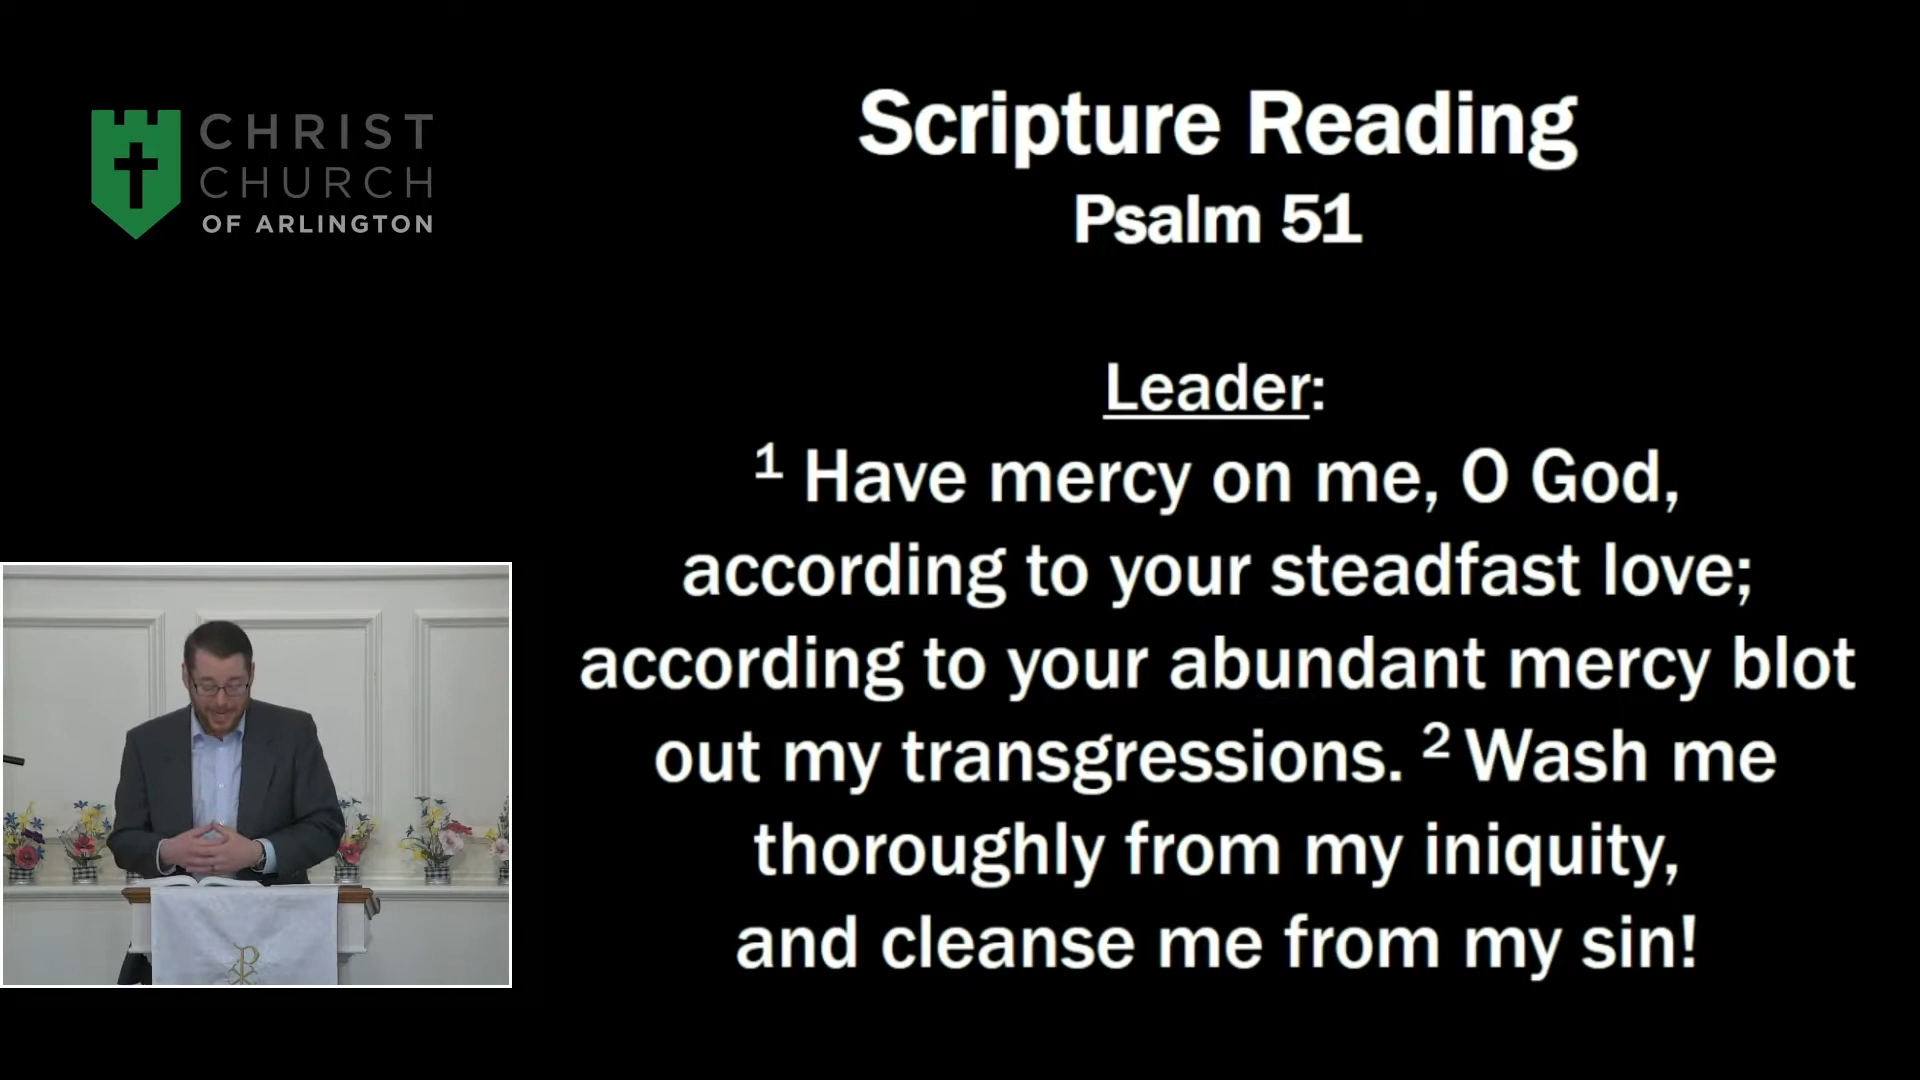 CHRIST
CHURCH
OF ARLINGTON
Scripture Reading
Psalm 51
Leader:
1 Have mercy on me, O God,
according to your steadfast love;
according to your abundant mercy blot
out my transgressions. 2 Wash me
thoroughly from my iniquity,
and cleanse me from my sin!